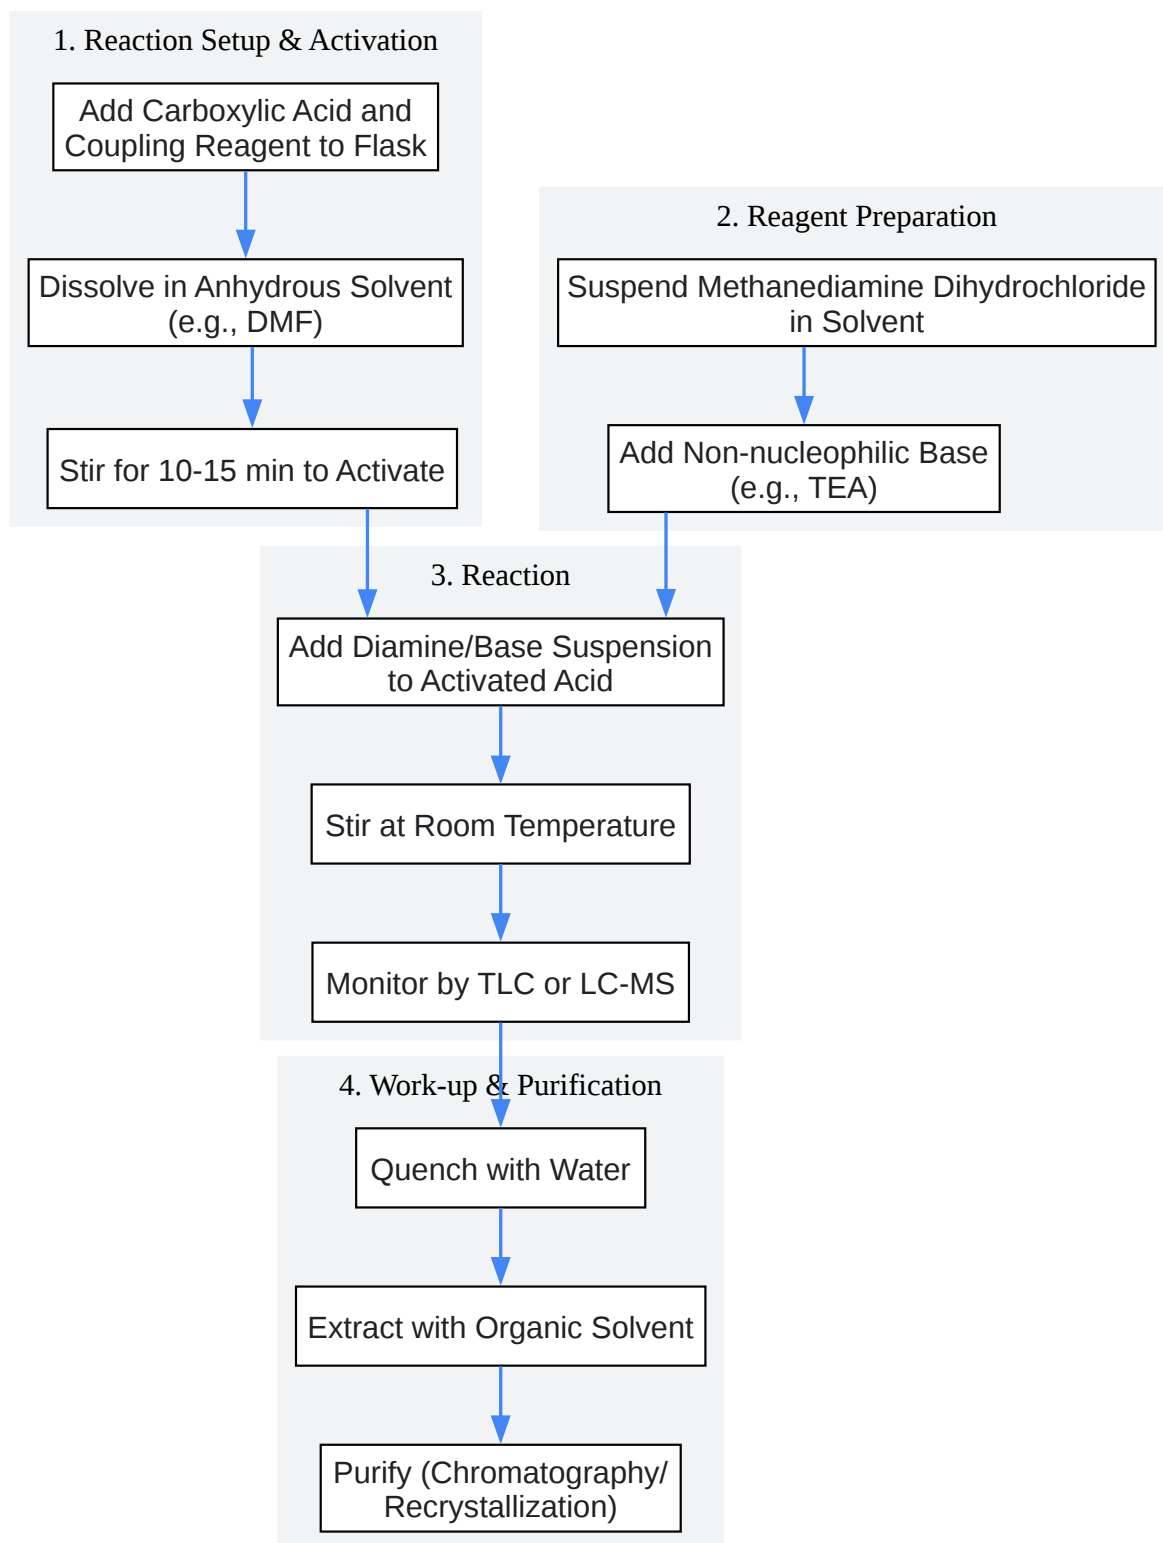 1. Reaction Setup & Activation
Add Carboxylic Acid and
Coupling Reagent to Flask
Dissolve in Anhydrous Solvent
(e.g., DMF)
Stir for 10-15 min to Activate
2. Reagent Preparation
Suspend Methanediamine Dihydrochloride
in Solvent
Add Non-nucleophilic Base
(e.g., TEA)
3. Reaction
Add Diamine/Base Suspension
to Activated Acid
Stir at Room Temperature
Monitor by TLC or LC-MS
4. Work-up & Purification
Quench with Water
Extract with Organic Solvent
Purify (Chromatography/
Recrystallization)